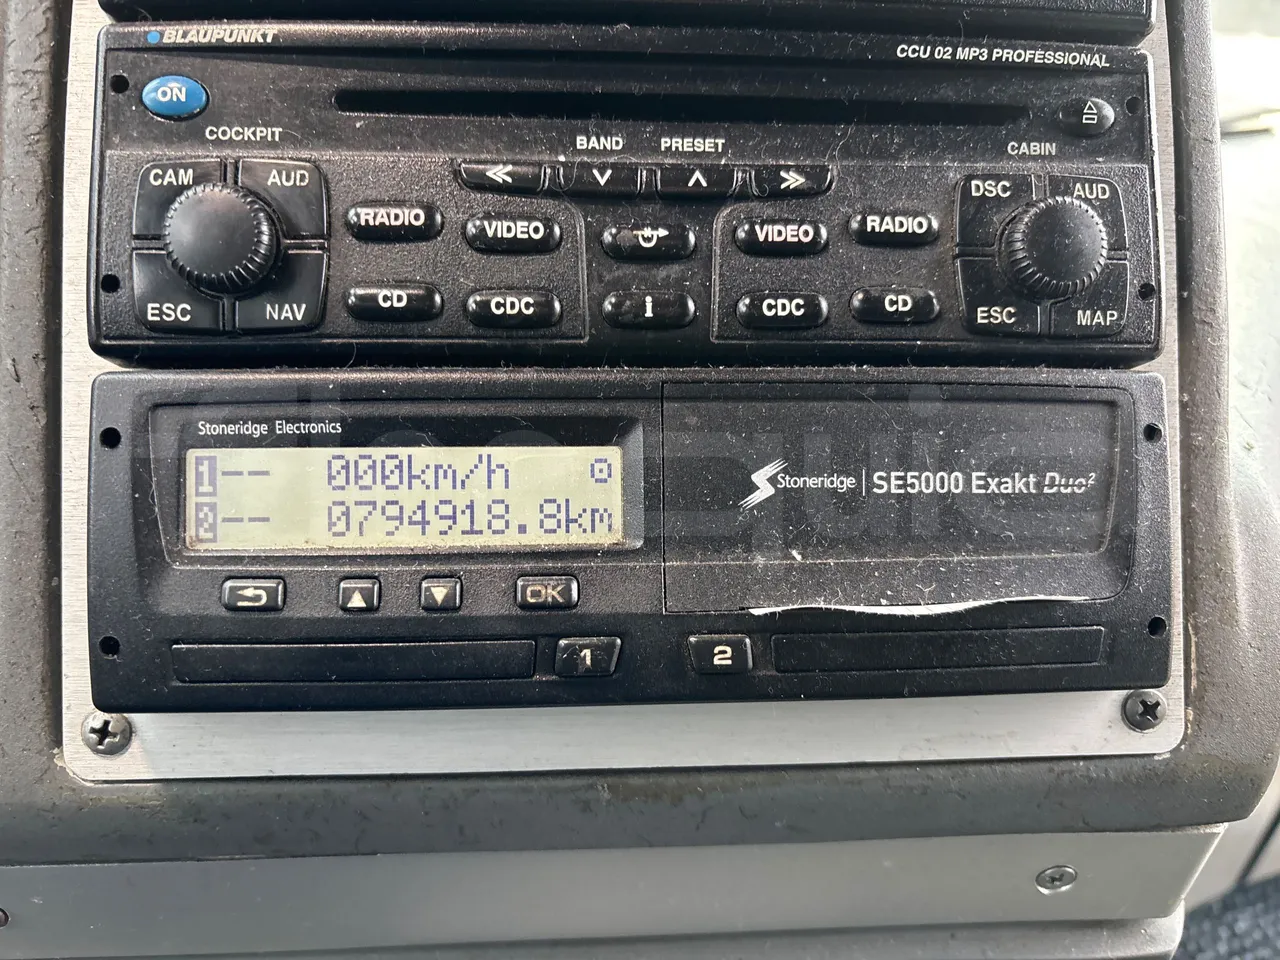 BLAUPUNKT
CCU 02 MP3 PROFESSIONAL
ON
COCKPIT
BAND PRESET
CABIN
CAM AUD
DSC AUD
RADIO VIDEO
VIDEO RADIO
ESC NAV
CD CDC
i
CDC CD
ESC MAP
Stoneridge Electronics
1-- 000km/h
2-- 0794918.8km
Stoneridge SE5000 Exakt Duo²
OK
1 2